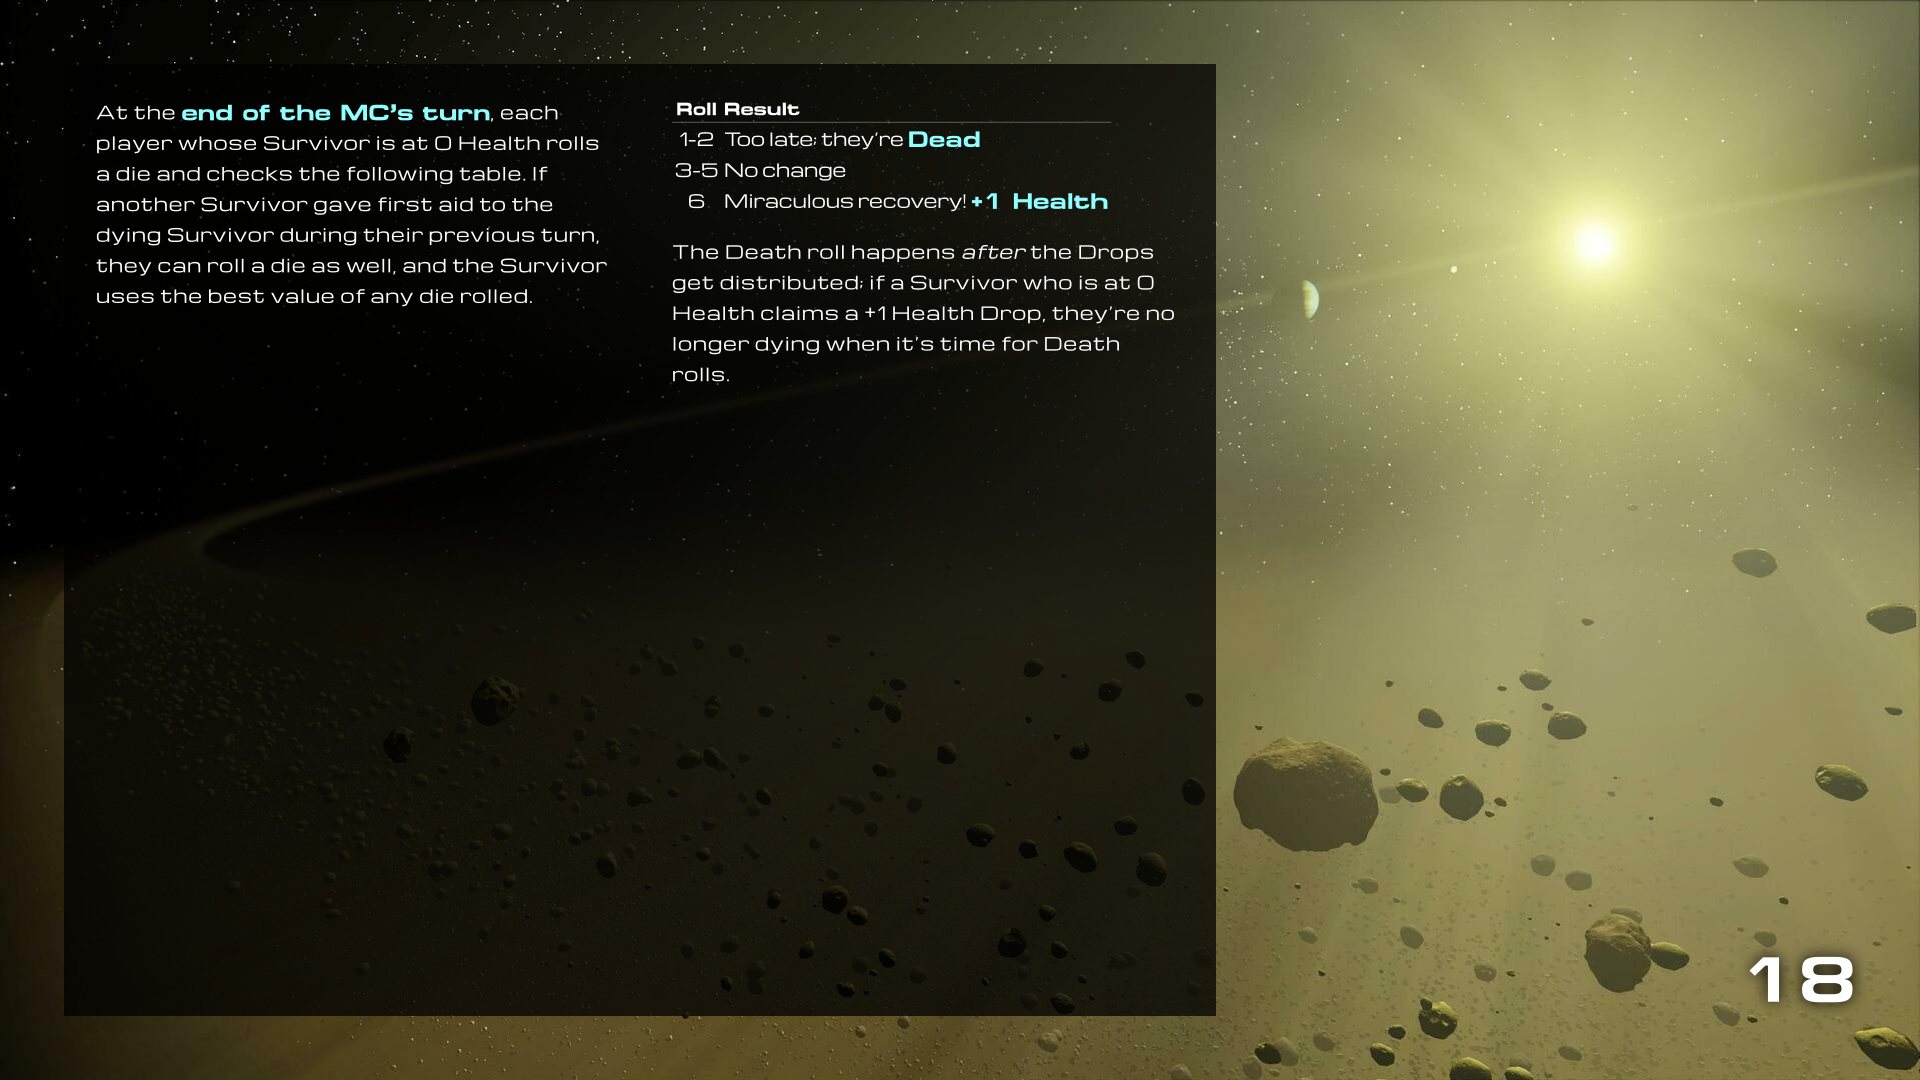 At the end of the MC's turn, each
player whose Survivor is at 0 Health rolls
a die and checks the following table. If
another Survivor gave first aid to the
dying Survivor during their previous turn,
they can roll a die as well, and the Survivor
uses the best value of any die rolled.
Roll Result
1-2 Too late; they're Dead
3-5 No change
6 Miraculous recovery! +1 Health
The Death roll happens after the Drops
get distributed; if a Survivor who is at 0
Health claims a +1 Health Drop, they're no
longer dying when it's time for Death
rolls.
18